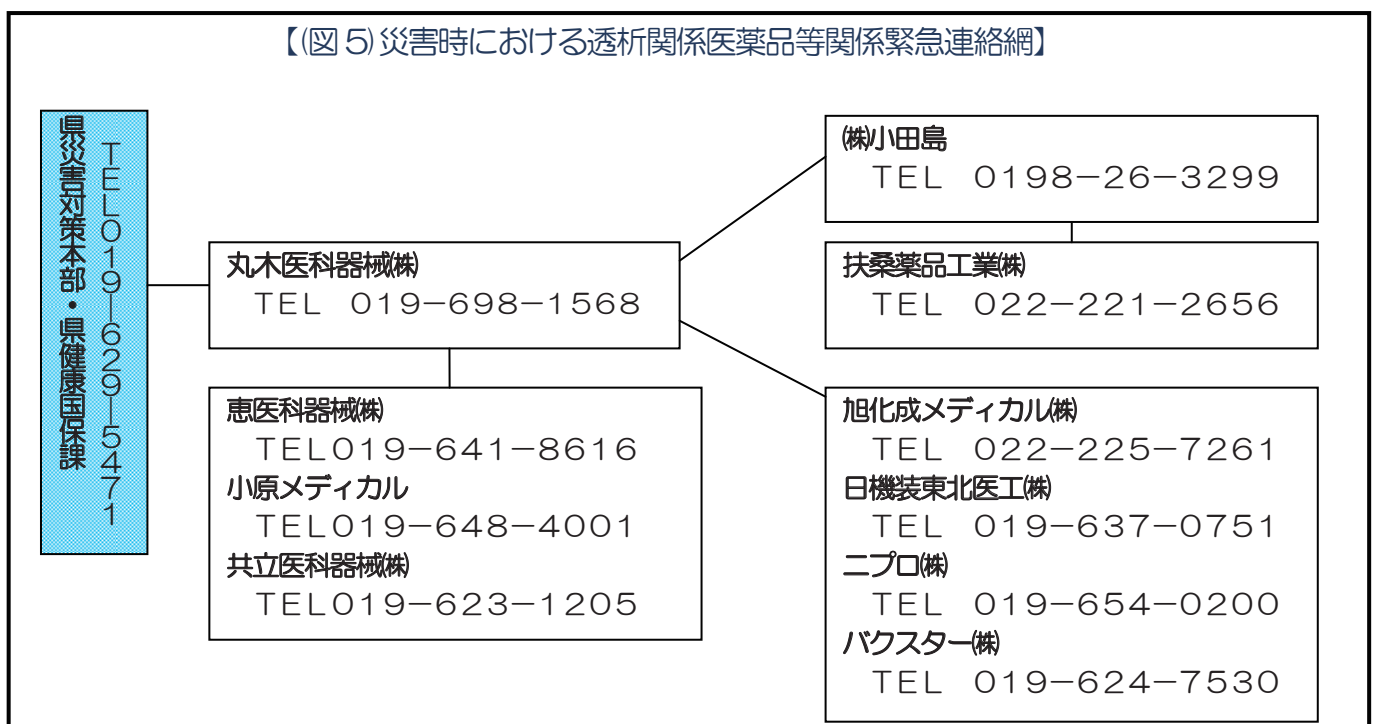 【(図5)災害時における透析関係医薬品等関係緊急連絡網】
県災害対策本部・県健康国保課
TEL019-629-5471
丸木医科器械㈱
TEL 019-698-1568
恵医科器械㈱
TEL019-641-8616
小原メディカル
TEL019-648-4001
共立医科器械㈱
TEL019-623-1205
㈱小田島
TEL 0198-26-3299
扶桑薬品工業㈱
TEL 022-221-2656
旭化成メディカル㈱
TEL 022-225-7261
日機装東北医工㈱
TEL 019-637-0751
ニプロ㈱
TEL 019-654-0200
バクスター㈱
TEL 019-624-7530